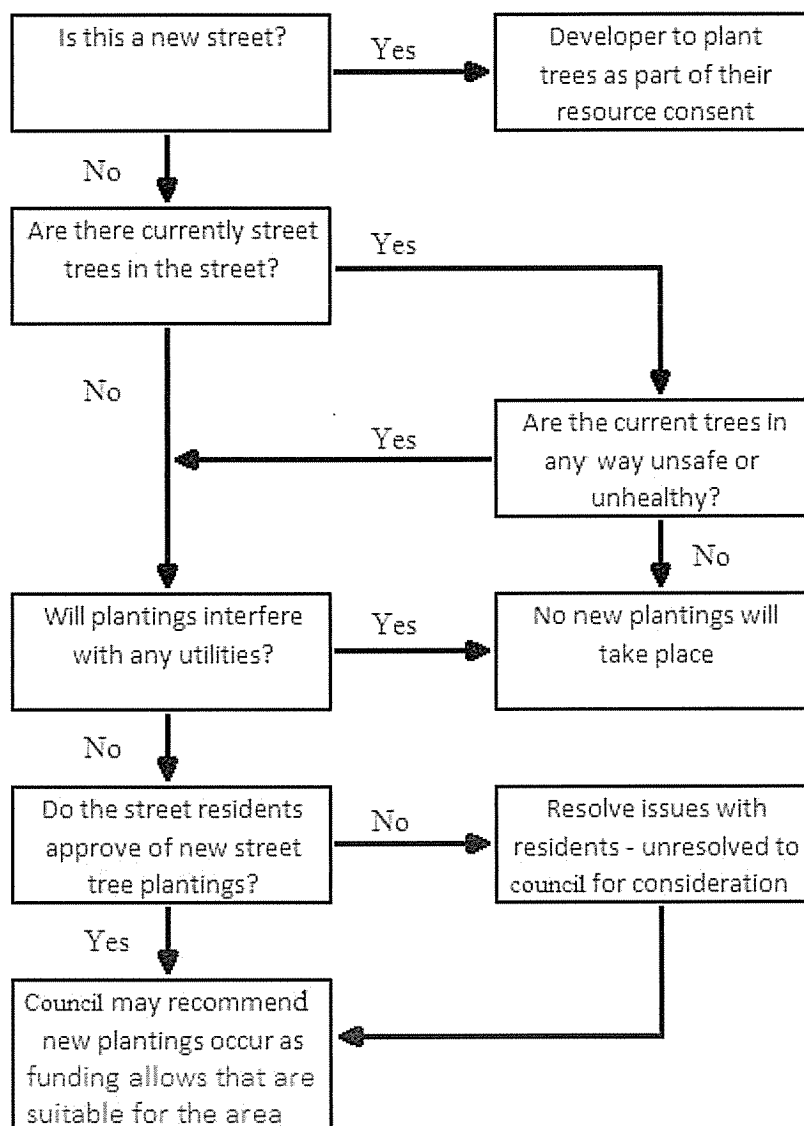 Is this a new street?
Yes
Developer to plant
trees as part of their
resource consent
No
Are there currently street
trees in the street?
Yes
No
Are the current trees in
any way unsafe or
unhealthy?
Yes
No
Will plantings interfere
with any utilities?
Yes
No new plantings will
take place
No
Do the street residents
approve of new street
tree plantings?
No
Resolve issues with
residents - unresolved to
council for consideration
Yes
Council may recommend
new plantings occur as
funding allows that are
suitable for the area